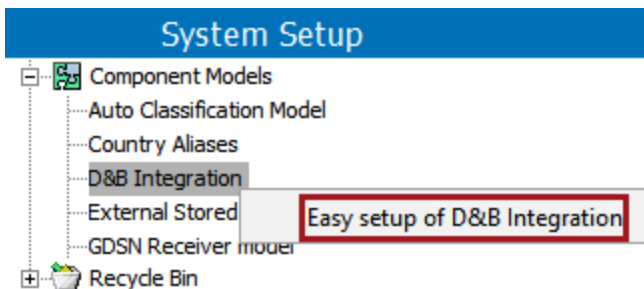 System Setup
Component Models
Auto Classification Model
Country Aliases
D&B Integration
External Stored
Easy setup of D&B Integration
GDSN Receiver model
Recycle Bin